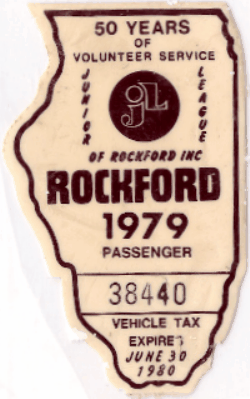 50 YEARS
OF
VOLUNTEER SERVICE
JUNIOR
LEAGUE
JL
OF ROCKFORD INC
ROCKFORD
1979
PASSENGER
38440
VEHICLE TAX
EXPIRES
JUNE 30
1980